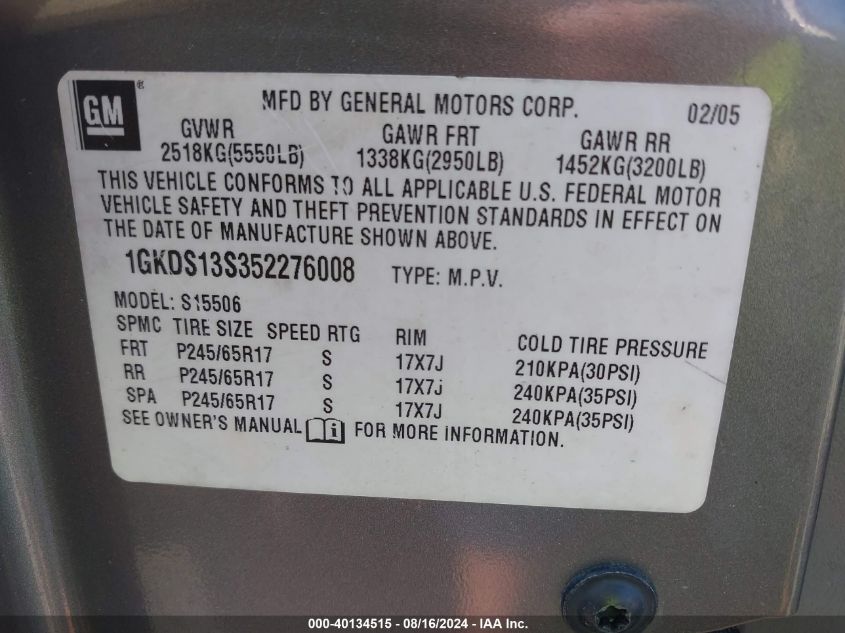 GM®
MFD BY GENERAL MOTORS CORP. 02/05
GVWR GAWR FRT GAWR RR
2518KG(5550LB) 1338KG(2950LB) 1452KG(3200LB)
THIS VEHICLE CONFORMS TO ALL APPLICABLE U.S. FEDERAL MOTOR
VEHICLE SAFETY AND THEFT PREVENTION STANDARDS IN EFFECT ON
THE DATE OF MANUFACTURE SHOWN ABOVE.
1GKDS13S352276008 TYPE: M.P.V.
MODEL: S15506
SPMC TIRE SIZE SPEED RTG RIM COLD TIRE PRESSURE
FRT P245/65R17 S 17X7J 210KPA(30PSI)
RR P245/65R17 S 17X7J 240KPA(35PSI)
SPA P245/65R17 S 17X7J 240KPA(35PSI)
SEE OWNER'S MANUAL FOR MORE INFORMATION.
000-40134515 - 08/16/2024 - IAA Inc.